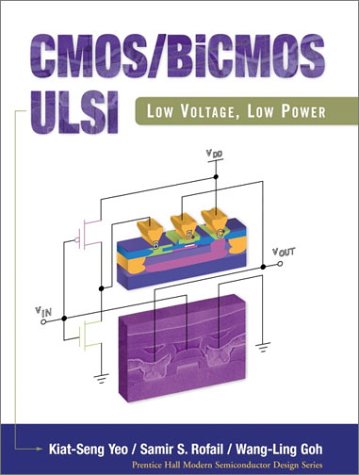 CMOS/BiCMOS
ULSI
LOW VOLTAGE, LOW POWER
VDD
VOUT
VIN
Kiat-Seng Yeo / Samir S. Rofail / Wang-Ling Goh
Prentice Hall Modern Semiconductor Design Series